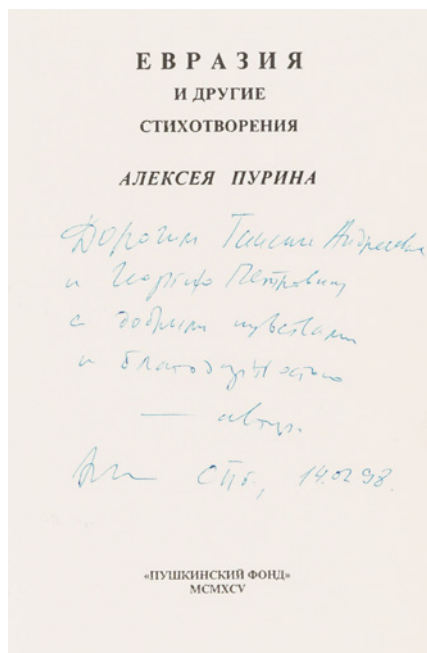 ЕВРАЗИЯ
И ДРУГИЕ
СТИХОТВОРЕНИЯ
АЛЕКСЕЯ ПУРИНА
Дорогим Таисии Андреевне
и Георгию Петровичу
с добрыми чувствами
и благодарностью
— автор.
СПб., 14.02 98.
«ПУШКИНСКИЙ ФОНД»
MCMXCV